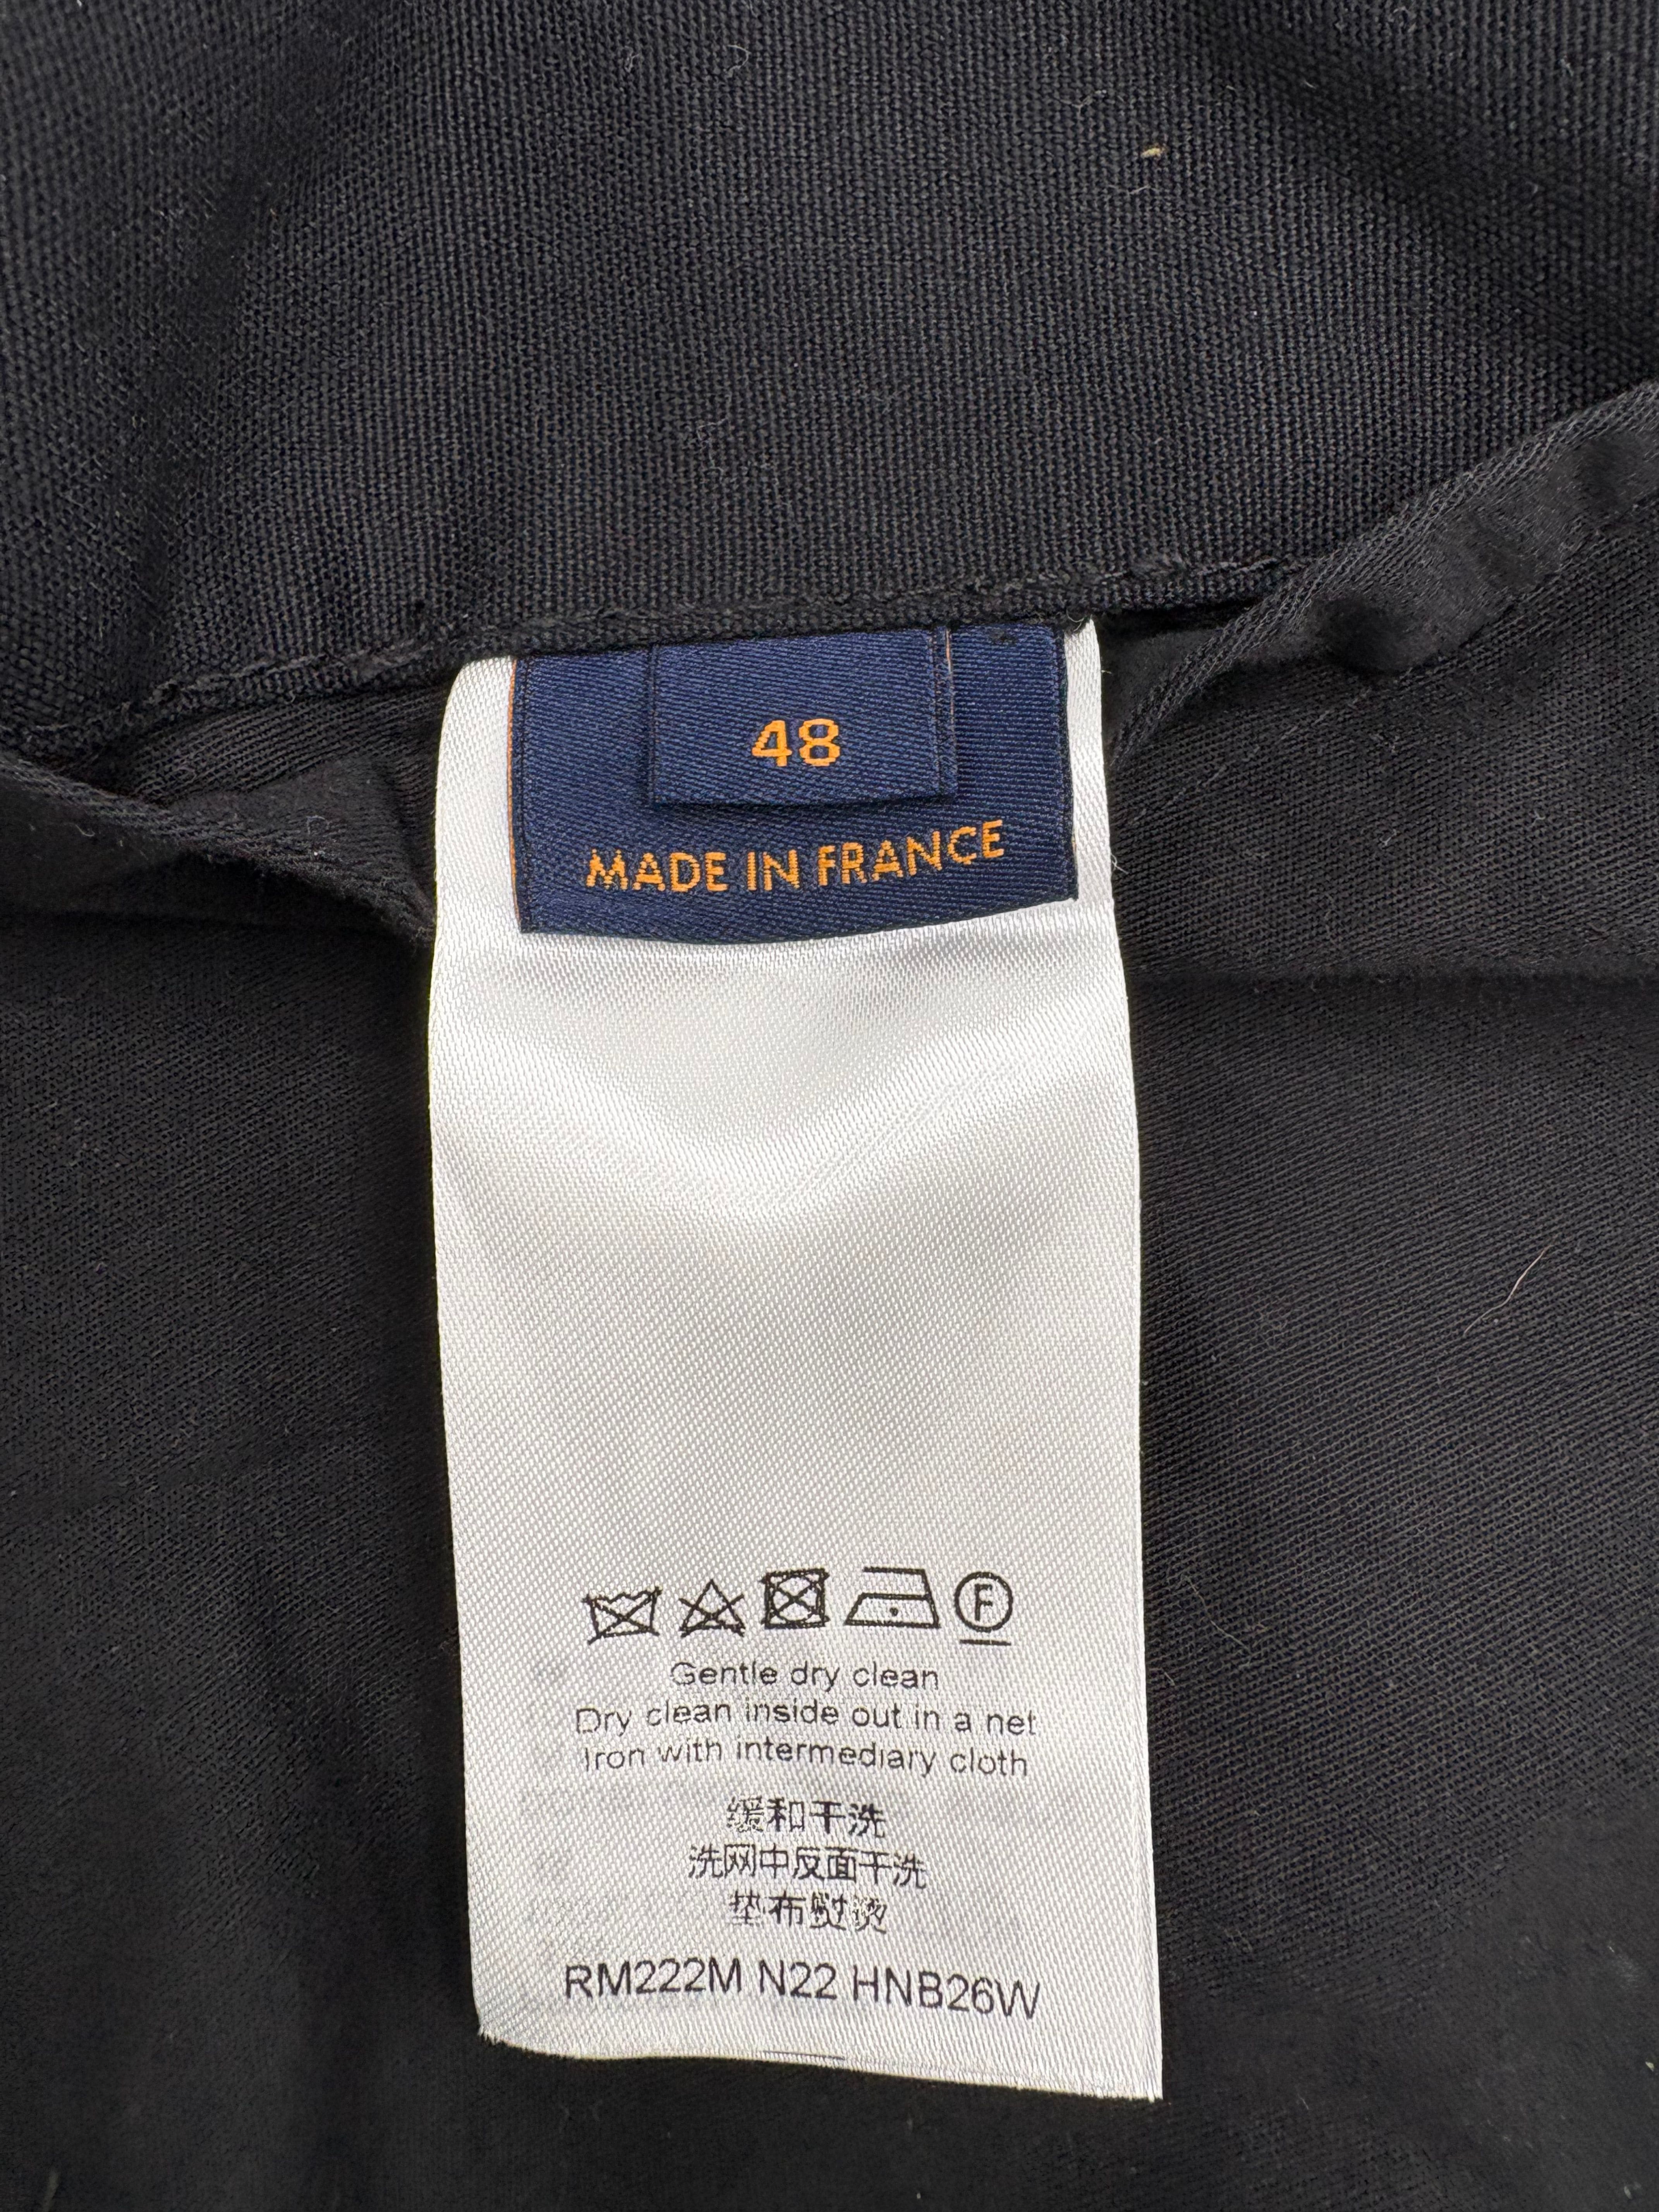 48
MADE IN FRANCE
F
Gentle dry clean
Dry clean inside out in a net
Iron with intermediary cloth
缓和干洗
洗网中反面干洗
垫布熨烫
RM222M N22 HNB26W